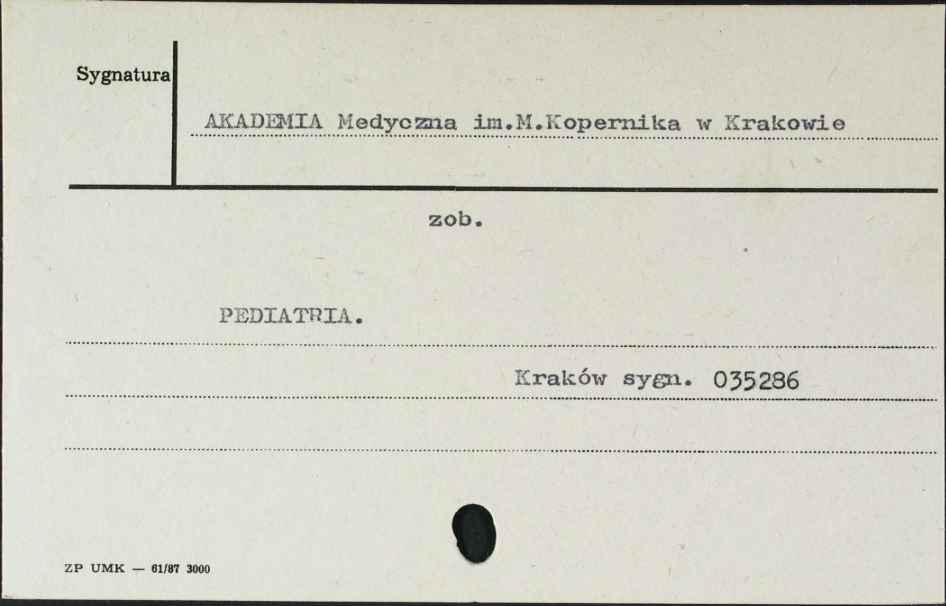 Sygnatura
AKADEMIA Medyczna im.M.Kopernika w Krakowie
zob.
PEDIATRIA.
Kraków sygn. 035286
ZP UMK — 61/87 3000